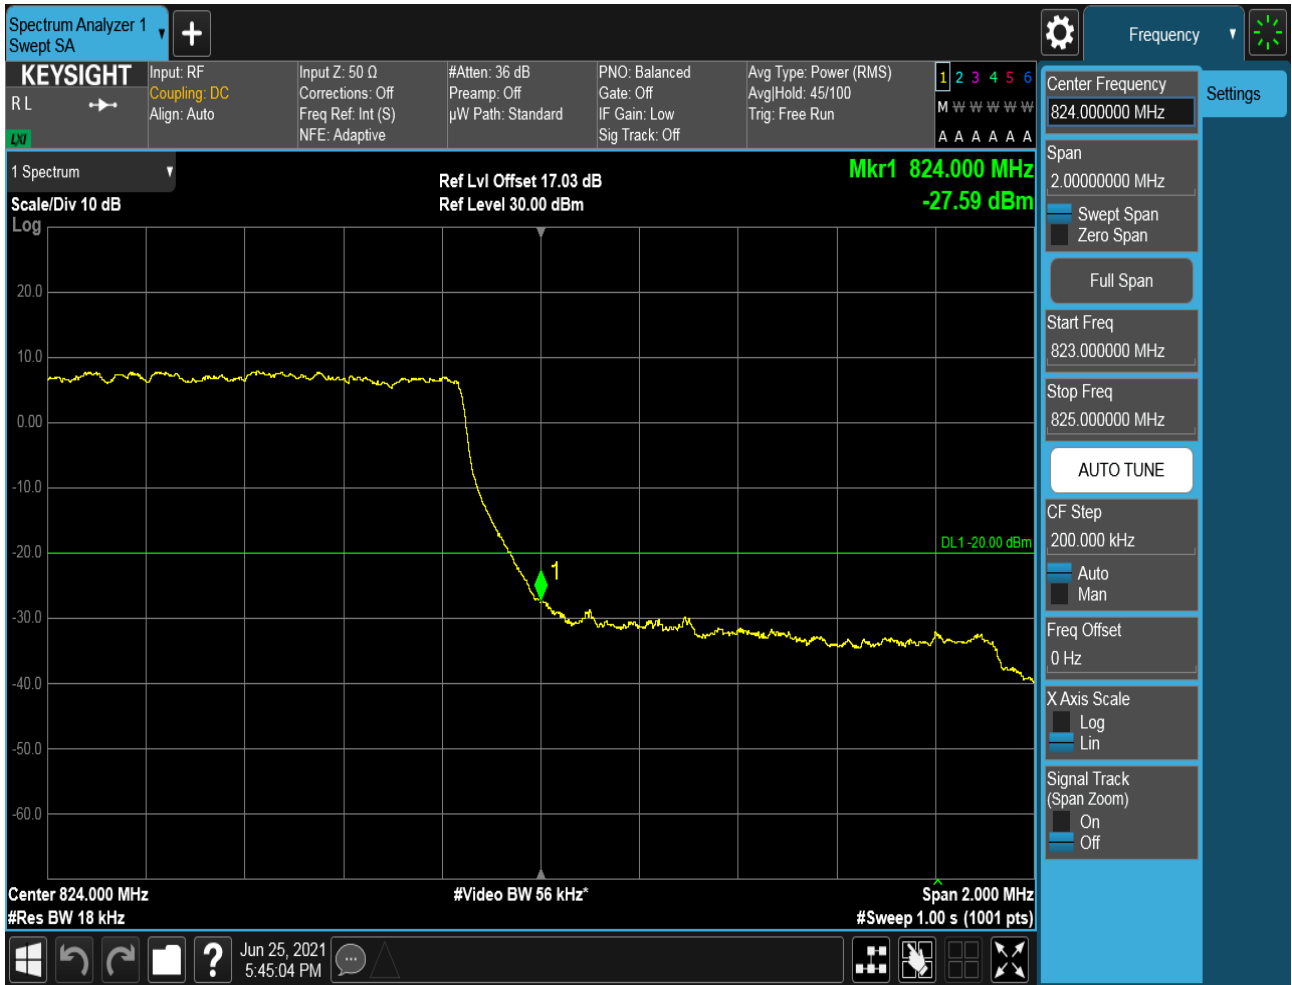 Spectrum Analyzer 1
Swept SA
Frequency
KEYSIGHT
R L
LXI
Input: RF
Coupling: DC
Align: Auto
Input Z: 50 Ω
Corrections: Off
Freq Ref: Int (S)
NFE: Adaptive
#Atten: 36 dB
Preamp: Off
µW Path: Standard
PNO: Balanced
Gate: Off
IF Gain: Low
Sig Track: Off
Avg Type: Power (RMS)
Avg|Hold: 45/100
Trig: Free Run
1 2 3 4 5 6
M W W W W W
A A A A A A
1 Spectrum
Scale/Div 10 dB
Log
Ref Lvl Offset 17.03 dB
Ref Level 30.00 dBm
Mkr1 824.000 MHz
-27.59 dBm
20.0
10.0
0.00
-10.0
-20.0
-30.0
-40.0
-50.0
-60.0
DL1 -20.00 dBm
1
Center 824.000 MHz
#Res BW 18 kHz
#Video BW 56 kHz*
Span 2.000 MHz
#Sweep 1.00 s (1001 pts)
Jun 25, 2021
5:45:04 PM
Center Frequency
824.000000 MHz
Settings
Span
2.00000000 MHz
Swept Span
Zero Span
Full Span
Start Freq
823.000000 MHz
Stop Freq
825.000000 MHz
AUTO TUNE
CF Step
200.000 kHz
Auto
Man
Freq Offset
0 Hz
X Axis Scale
Log
Lin
Signal Track
(Span Zoom)
On
Off